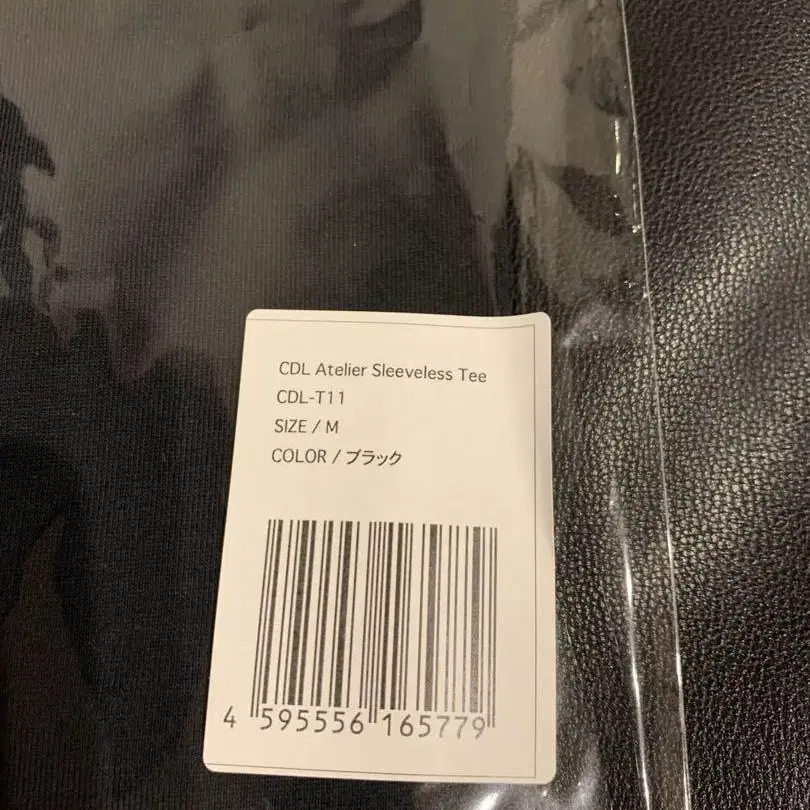 CDL Atelier Sleeveless Tee
CDL-T11
SIZE / M
COLOR / ブラック
4 595556 165779